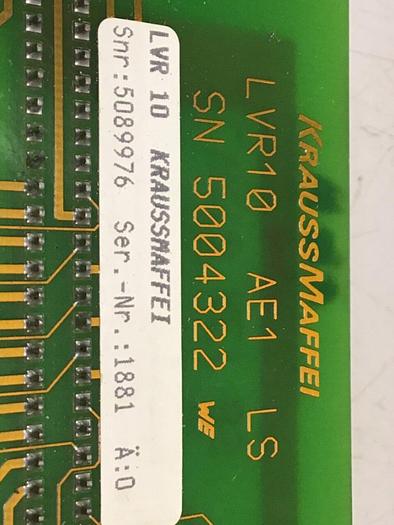 KRAUSSMAFFEI
LVR10 AE1 LS
SN 5004322 WE
LVR 10 KRAUSSMAFFEI
Snr:5089976 Ser.-Nr.:1881 Ä:0